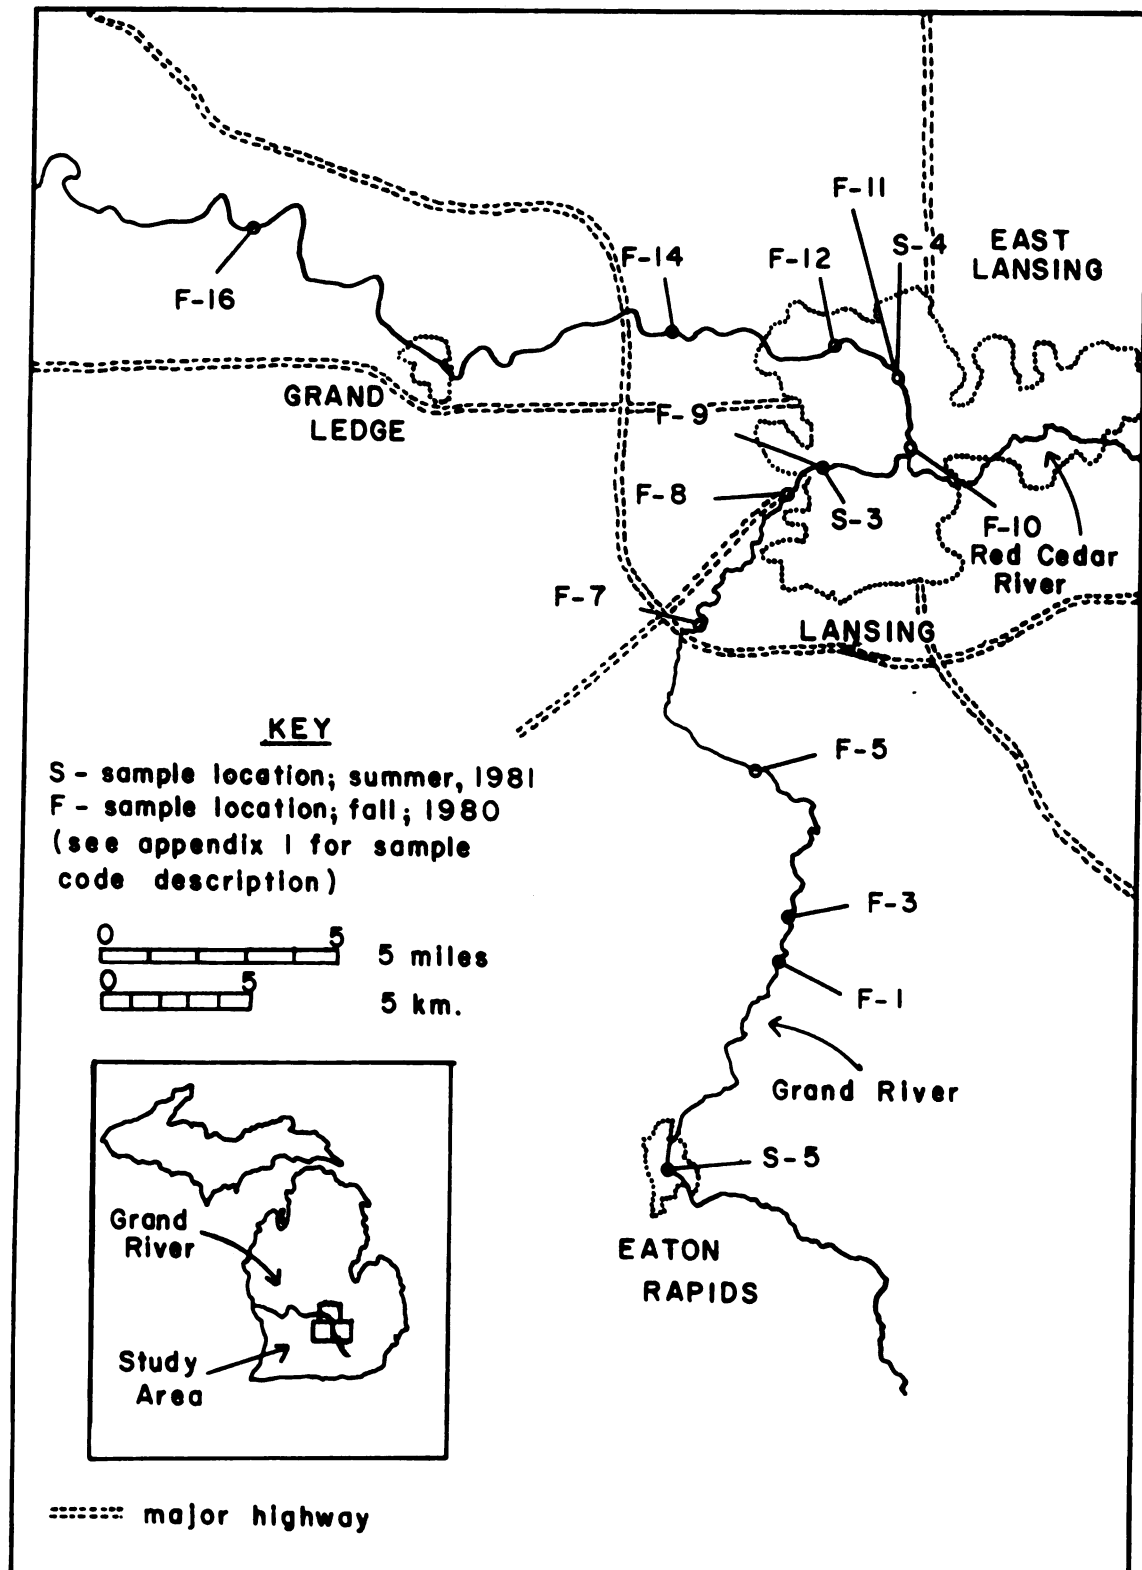 F-11
S-4
EAST
LANSING
F-14
F-12
F-16
GRAND
LEDGE
F-9
F-8
S-3
F-10
Red Cedar
River
F-7
LANSING
KEY
S - sample location; summer, 1981
F - sample location; fall; 1980
(see appendix 1 for sample
code description)
F-5
F-3
0 5
5 miles
0 5
5 km.
F-1
Grand River
S-5
Grand
River
EATON
RAPIDS
Study
Area
major highway